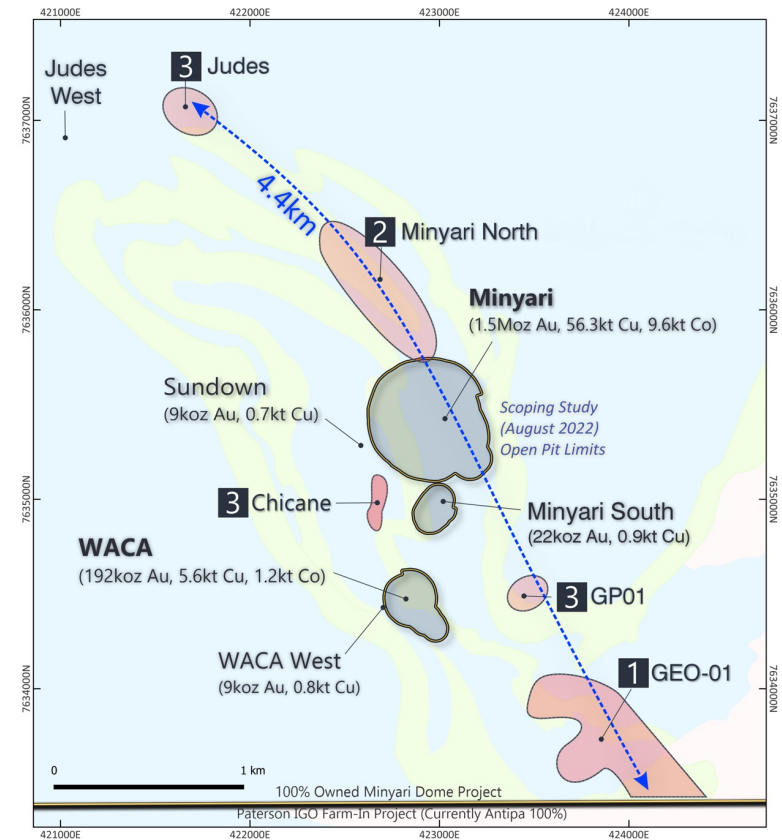 421000E 422000E 423000E 424000E
7637000N
7636000N
7635000N
7634000N
Judes
West
3 Judes
4.4km
2 Minyari North
Minyari
(1.5Moz Au, 56.3kt Cu, 9.6kt Co)
Sundown
(9koz Au, 0.7kt Cu)
Scoping Study
(August 2022)
Open Pit Limits
3 Chicane
Minyari South
(22koz Au, 0.9kt Cu)
WACA
(192koz Au, 5.6kt Cu, 1.2kt Co)
3 GP01
WACA West
(9koz Au, 0.8kt Cu)
1 GEO-01
0 1 km
100% Owned Minyari Dome Project
Paterson IGO Farm-In Project (Currently Antipa 100%)
7637000N
7636000N
7635000N
7634000N
421000E 422000E 423000E 424000E